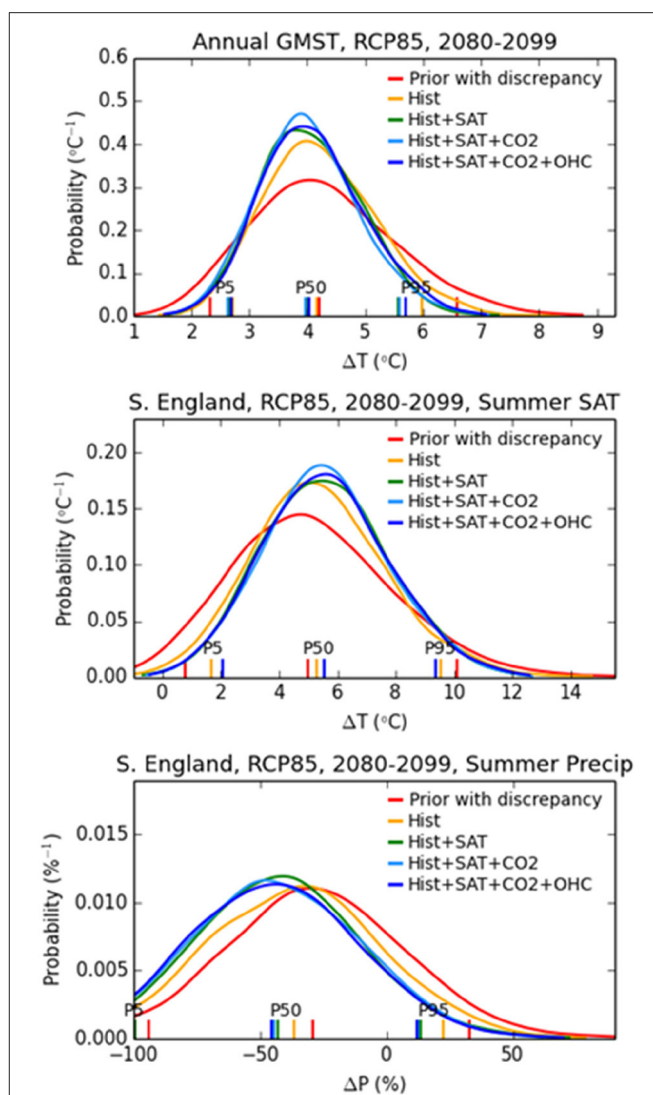 Annual GMST, RCP85, 2080-2099
Probability (°C⁻¹)
0.6
0.5
0.4
0.3
0.2
0.1
0.0
Prior with discrepancy
Hist
Hist+SAT
Hist+SAT+CO2
Hist+SAT+CO2+OHC
P5 P50 P95
1 2 3 4 5 6 7 8 9
ΔT (°C)
S. England, RCP85, 2080-2099, Summer SAT
Probability (°C⁻¹)
0.20
0.15
0.10
0.05
0.00
Prior with discrepancy
Hist
Hist+SAT
Hist+SAT+CO2
Hist+SAT+CO2+OHC
P5 P50 P95
0 2 4 6 8 10 12 14
ΔT (°C)
S. England, RCP85, 2080-2099, Summer Precip
Probability (%⁻¹)
0.015
0.010
0.005
0.000
Prior with discrepancy
Hist
Hist+SAT
Hist+SAT+CO2
Hist+SAT+CO2+OHC
P5 P50 P95
−100 −50 0 50
ΔP (%)